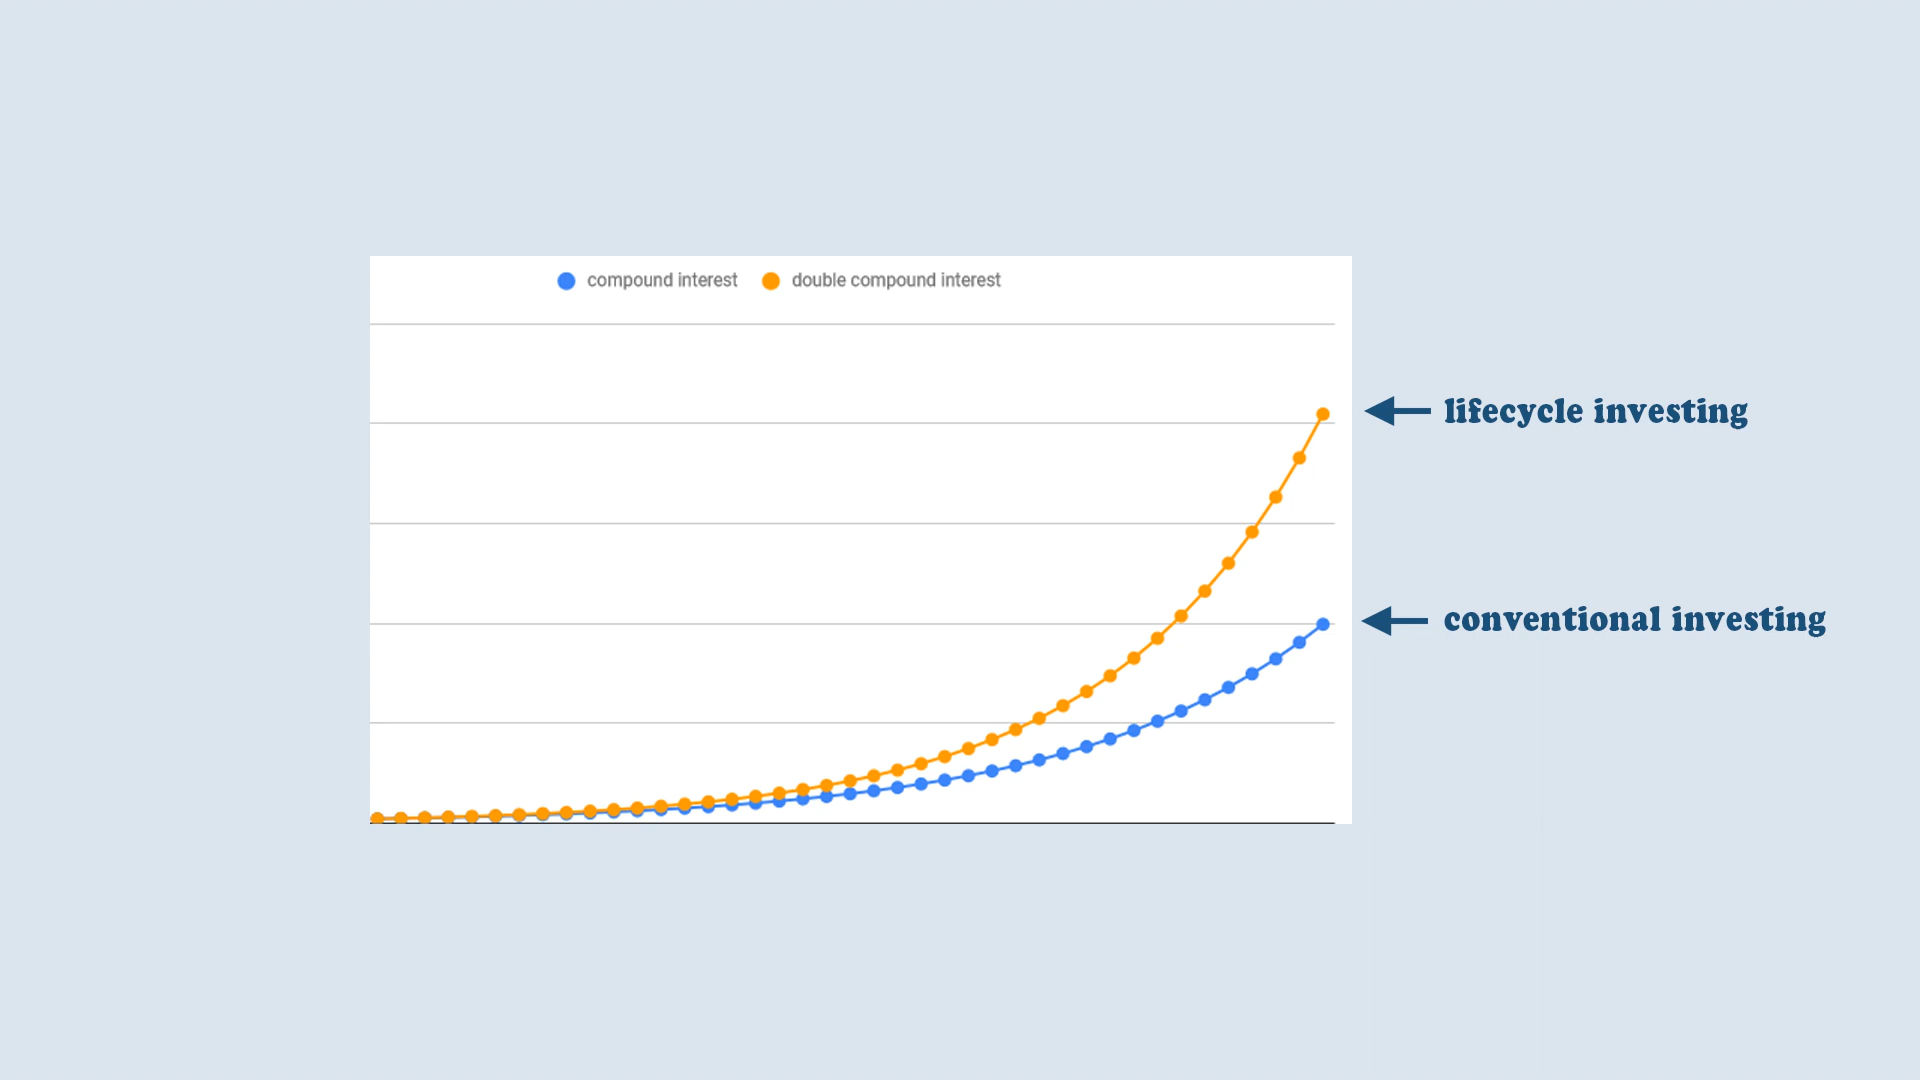 compound interest
double compound interest
lifecycle investing
conventional investing